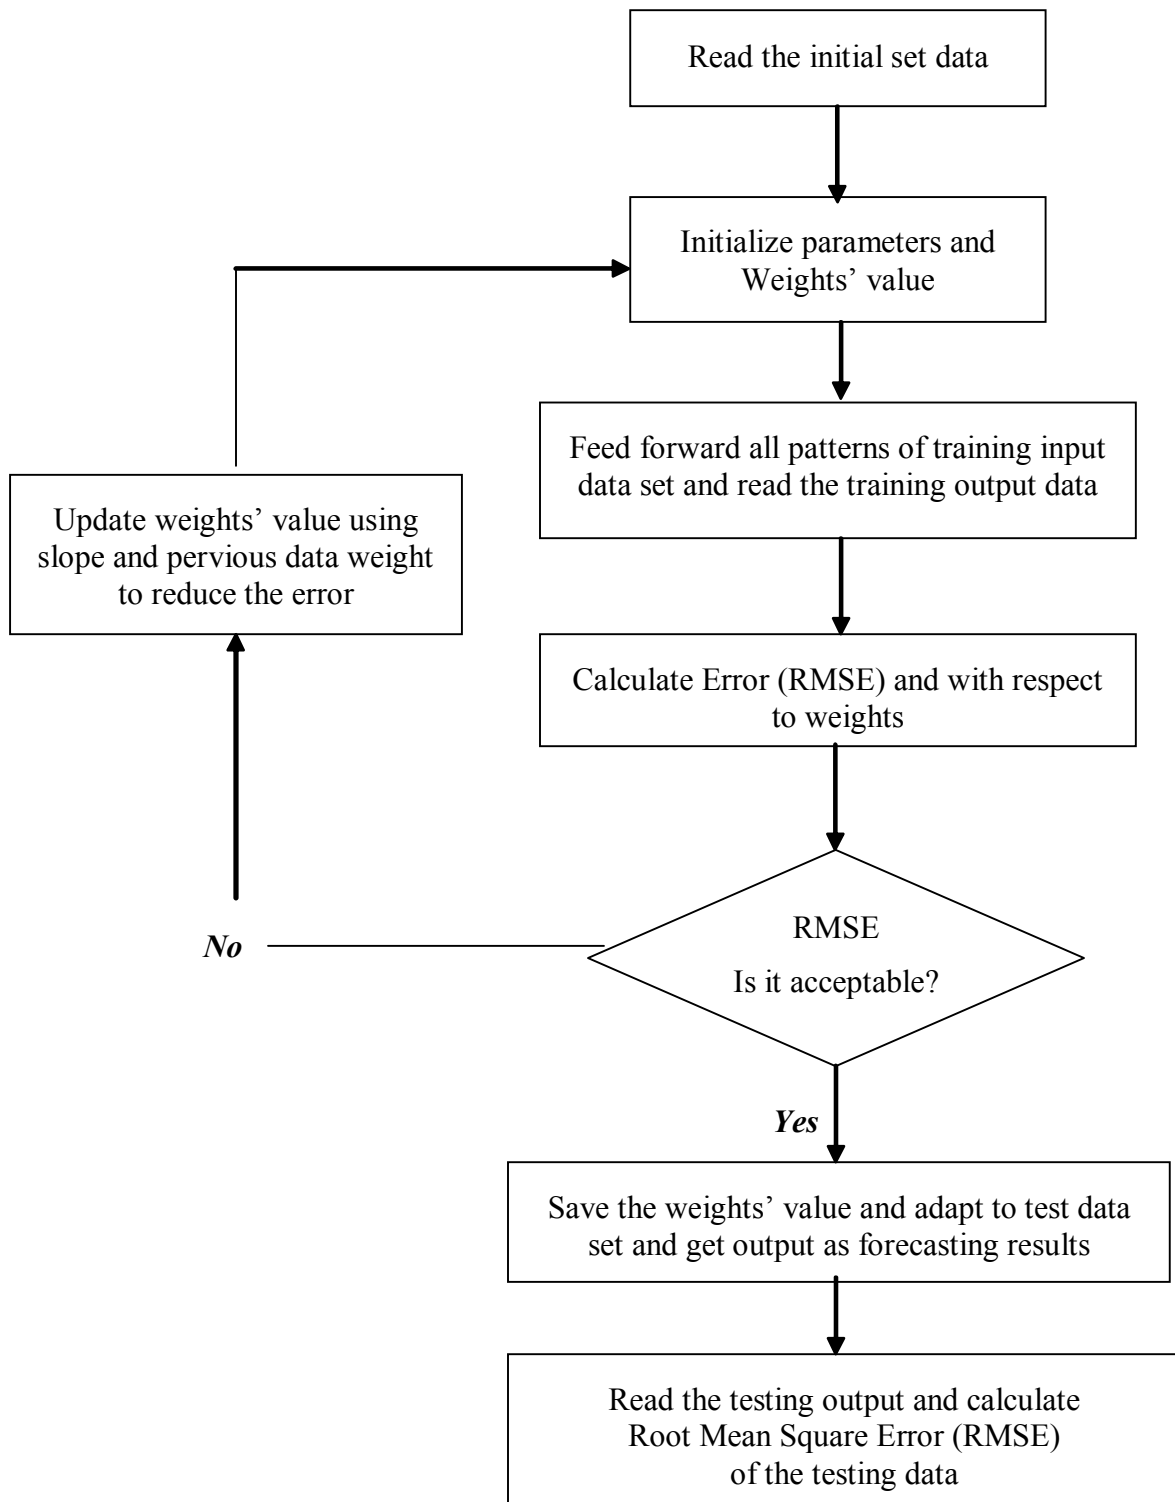 Read the initial set data
Initialize parameters and
Weights’ value
Feed forward all patterns of training input
data set and read the training output data
Update weights’ value using
slope and pervious data weight
to reduce the error
Calculate Error (RMSE) and with respect
to weights
RMSE
Is it acceptable?
No
Yes
Save the weights’ value and adapt to test data
set and get output as forecasting results
Read the testing output and calculate
Root Mean Square Error (RMSE)
of the testing data